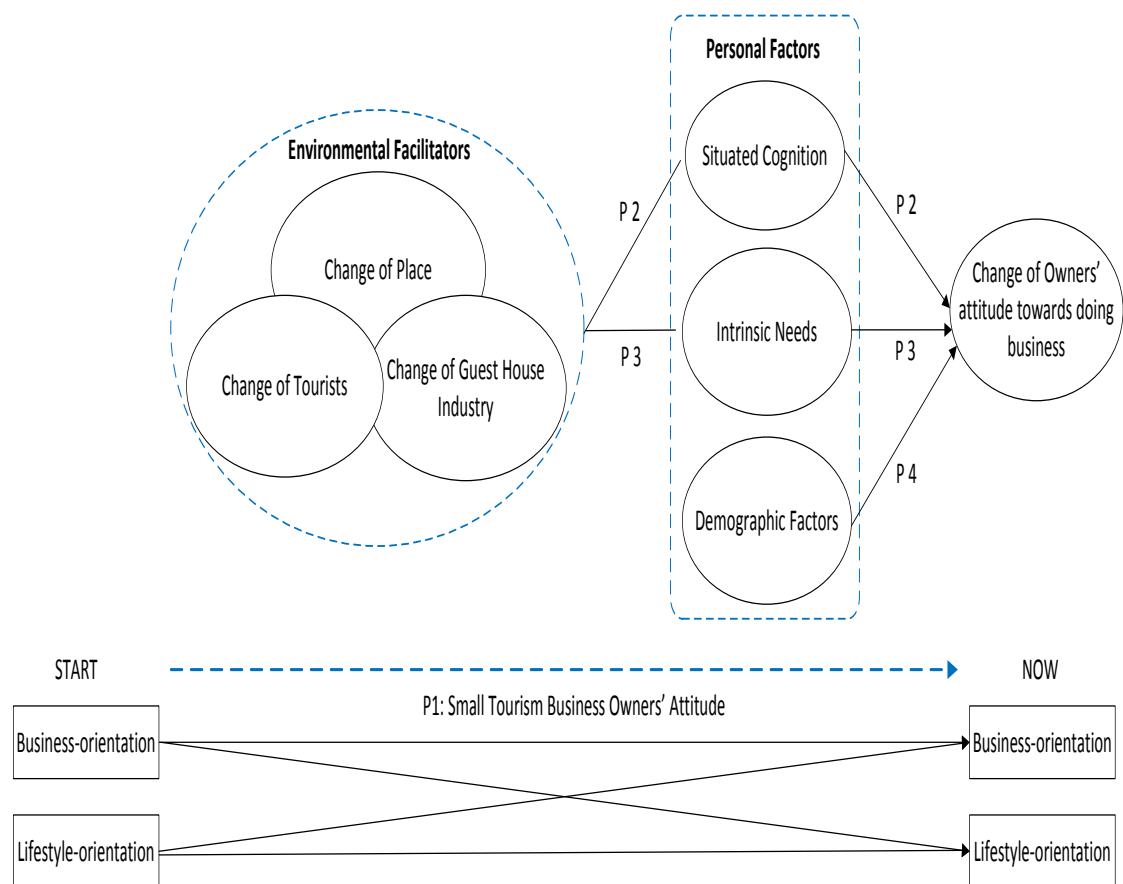 Personal Factors
Environmental Facilitators
Situated Cognition
P 2
P 2
Change of Place
Change of Owners'
attitude towards doing
business
Intrinsic Needs
P 3
P 3
Change of Tourists
Change of Guest House
Industry
P 4
Demographic Factors
START
NOW
P1: Small Tourism Business Owners' Attitude
Business-orientation
Business-orientation
Lifestyle-orientation
Lifestyle-orientation